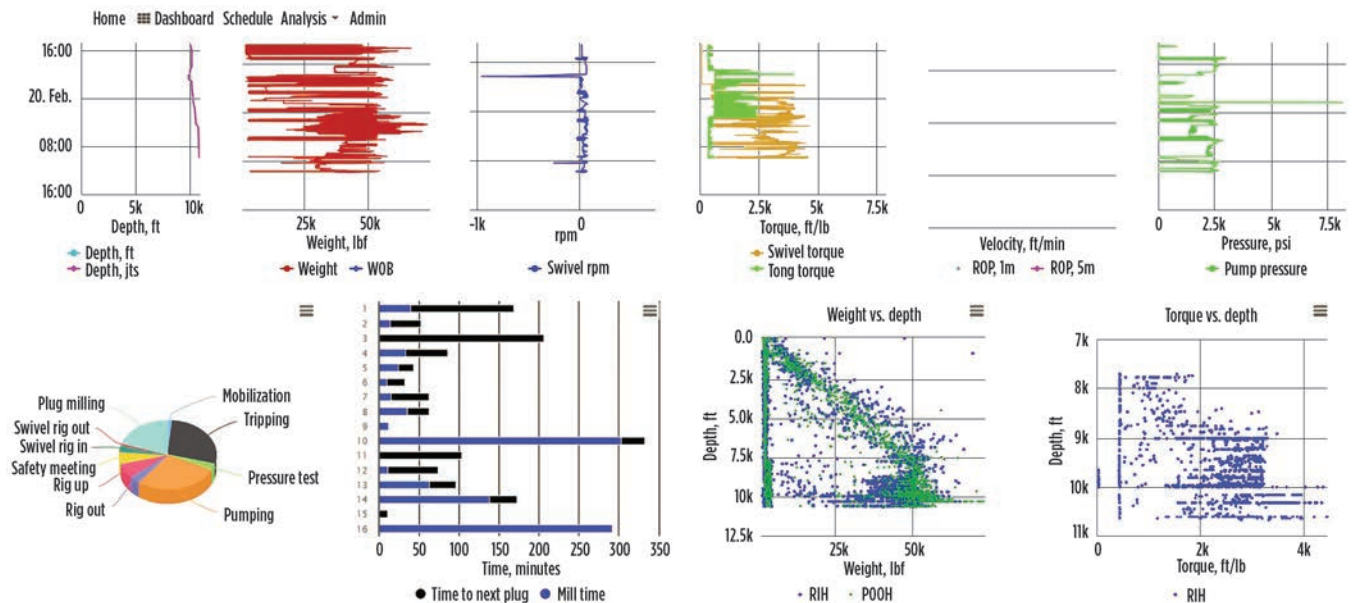 Home Dashboard Schedule Analysis Admin
16:00
20. Feb.
08:00
16:00
0 5k 10k
Depth, ft
Depth, ft
Depth, jts
25k 50k
Weight, lbf
Weight WOB
-1k 0
rpm
Swivel rpm
0 2.5k 5k 7.5k
Torque, ft/lb
Swivel torque
Tong torque
Velocity, ft/min
ROP, 1m ROP, 5m
0 2.5k 5k 7.5k
Pressure, psi
Pump pressure
Mobilization
Tripping
Pressure test
Pumping
Rig out
Rig up
Safety meeting
Swivel rig in
Swivel rig out
Plug milling
1
2
3
4
5
6
7
8
9
10
11
12
13
14
15
16
0 50 100 150 200 250 300 350
Time, minutes
Time to next plug Mill time
Weight vs. depth
0.0
2.5k
5.0k
7.5k
10k
12.5k
Depth, ft
25k 50k
Weight, lbf
RIH POOH
Torque vs. depth
7k
8k
9k
10k
11k
Depth, ft
0 2k 4k
Torque, ft/lb
RIH